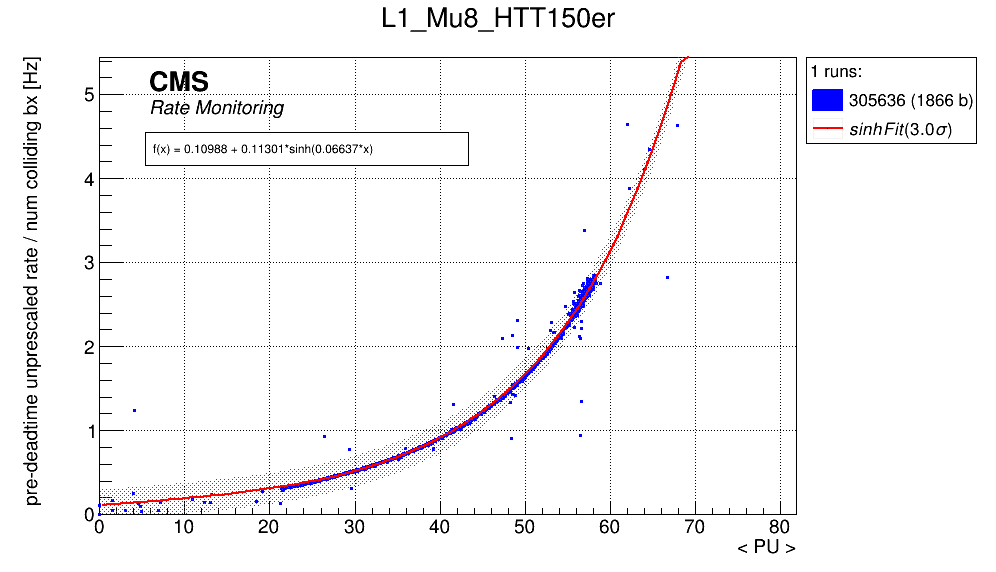 L1_Mu8_HTT150er
pre-deadtime unprescaled rate / num colliding bx [Hz]
CMS
Rate Monitoring
f(x) = 0.10988 + 0.11301*sinh(0.06637*x)
5
4
3
2
1
0
0 10 20 30 40 50 60 70 80
< PU >
1 runs:
305636 (1866 b)
sinhFit(3.0σ)